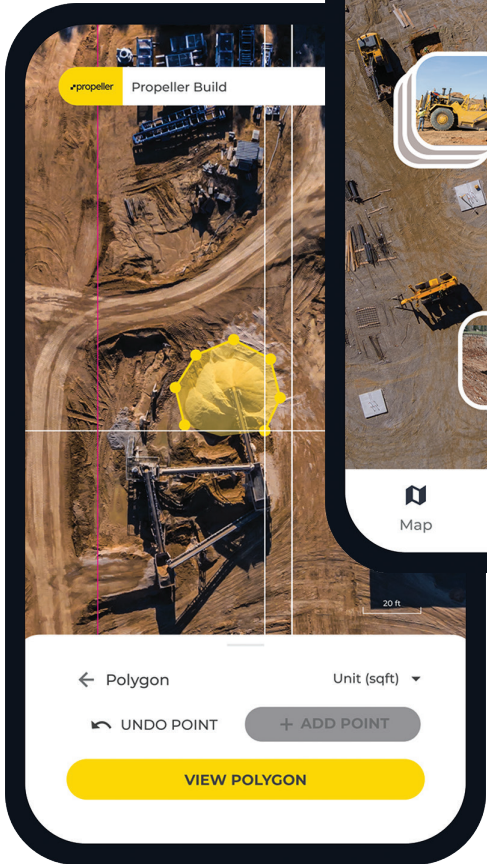 propeller
Propeller Build
Map
20 ft
Polygon
Unit (sqft)
UNDO POINT
+ ADD POINT
VIEW POLYGON